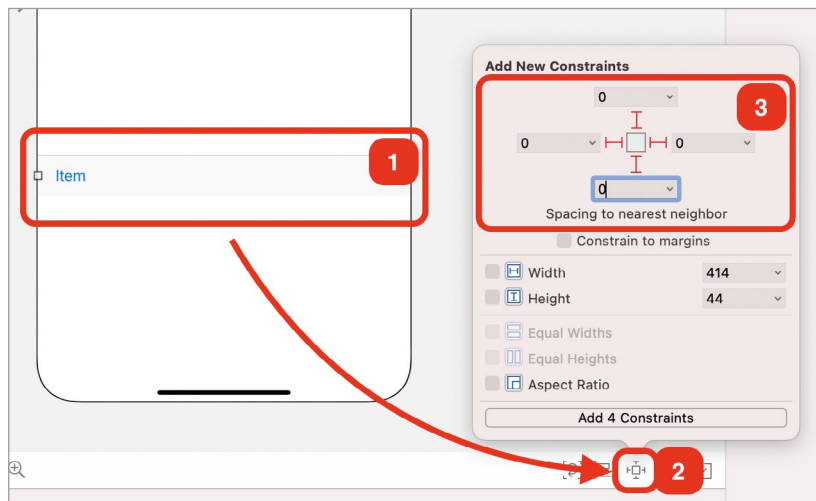 Add New Constraints
0
3
0
0
1
Item
0
Spacing to nearest neighbor
Constrain to margins
Width 414
Height 44
Equal Widths
Equal Heights
Aspect Ratio
Add 4 Constraints
2